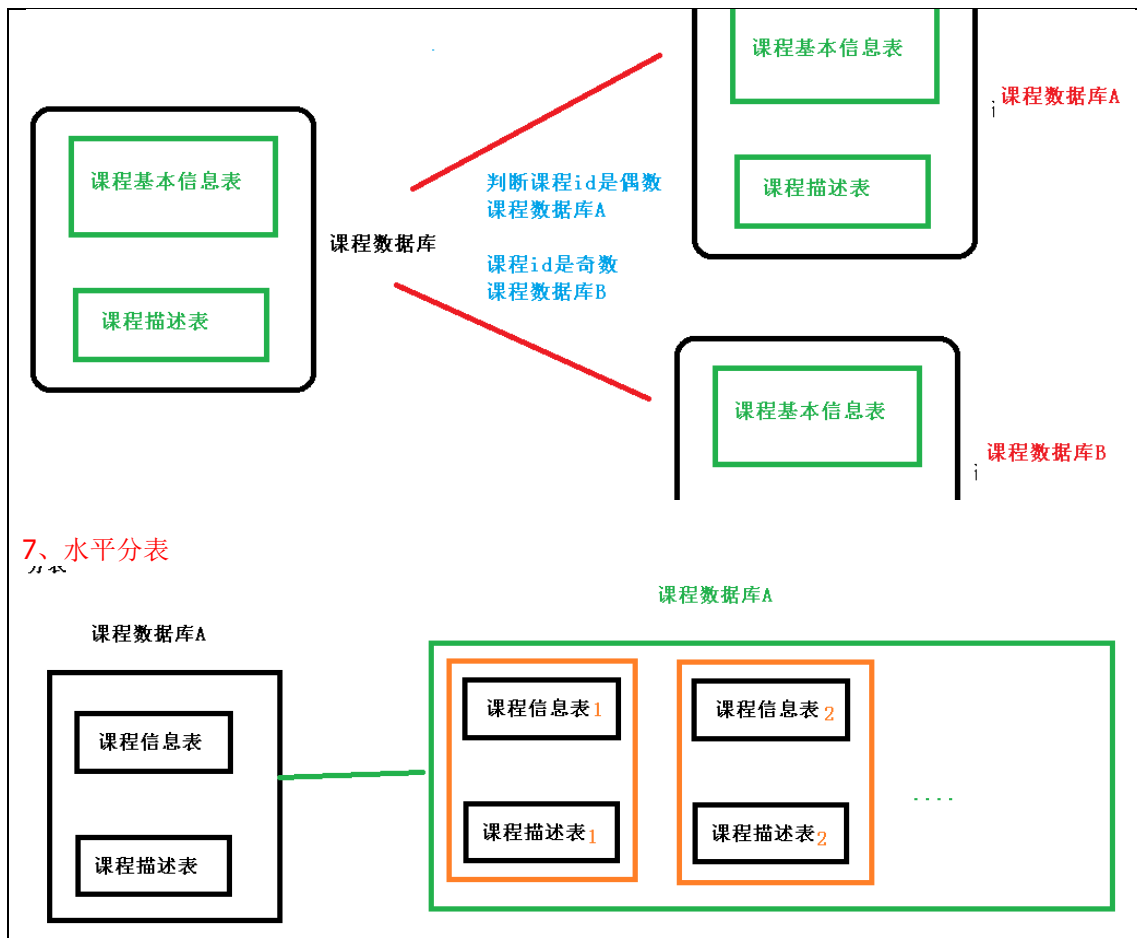 课程基本信息表
课程数据库A
课程基本信息表
判断课程id是偶数
课程数据库A
课程描述表
课程数据库
课程id是奇数
课程数据库B
课程描述表
课程基本信息表
课程数据库B
7、水平分表
课程数据库A
课程数据库A
课程信息表1
课程信息表2
课程信息表
....
课程描述表1
课程描述表2
课程描述表